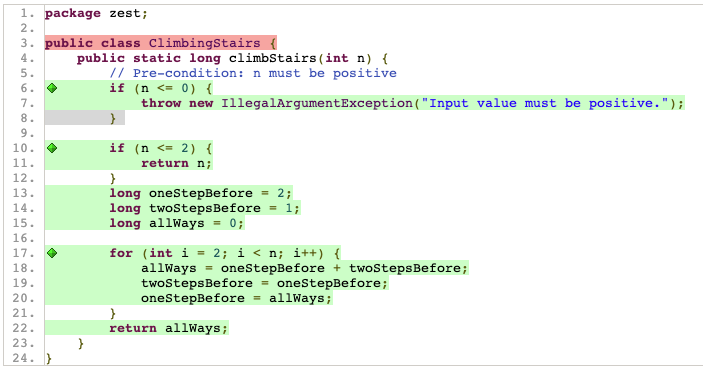 1. package zest;
2.
3. public class ClimbingStairs {
4.     public static long climbStairs(int n) {
5.         // Pre-condition: n must be positive
6.         if (n <= 0) {
7.             throw new IllegalArgumentException("Input value must be positive.");
8.         }
9.
10.         if (n <= 2) {
11.             return n;
12.         }
13.         long oneStepBefore = 2;
14.         long twoStepsBefore = 1;
15.         long allWays = 0;
16.
17.         for (int i = 2; i < n; i++) {
18.             allWays = oneStepBefore + twoStepsBefore;
19.             twoStepsBefore = oneStepBefore;
20.             oneStepBefore = allWays;
21.         }
22.         return allWays;
23.     }
24. }